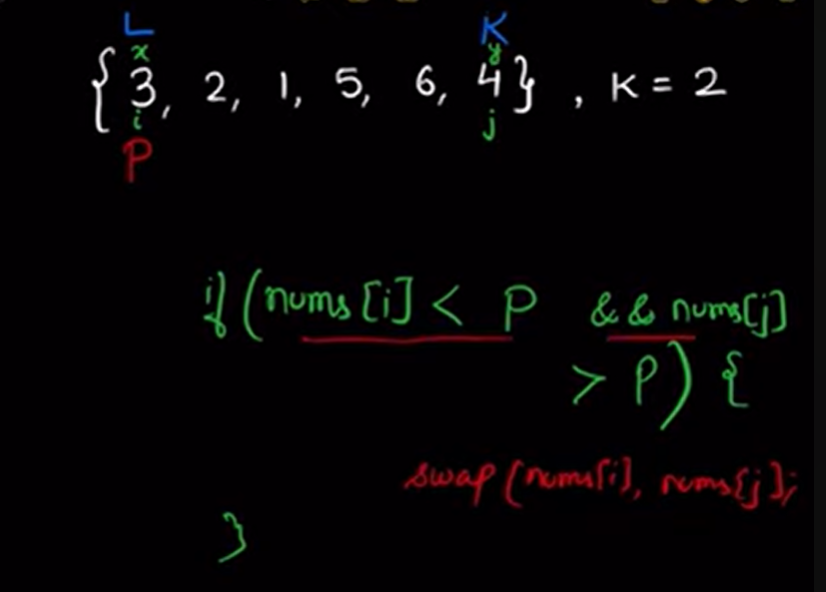 L K
x y
{ 3, 2, 1, 5, 6, 4 } , K = 2
i j
P
if (nums[i] < P && nums[j]
> P) {
swap (nums[i], nums[j];
}